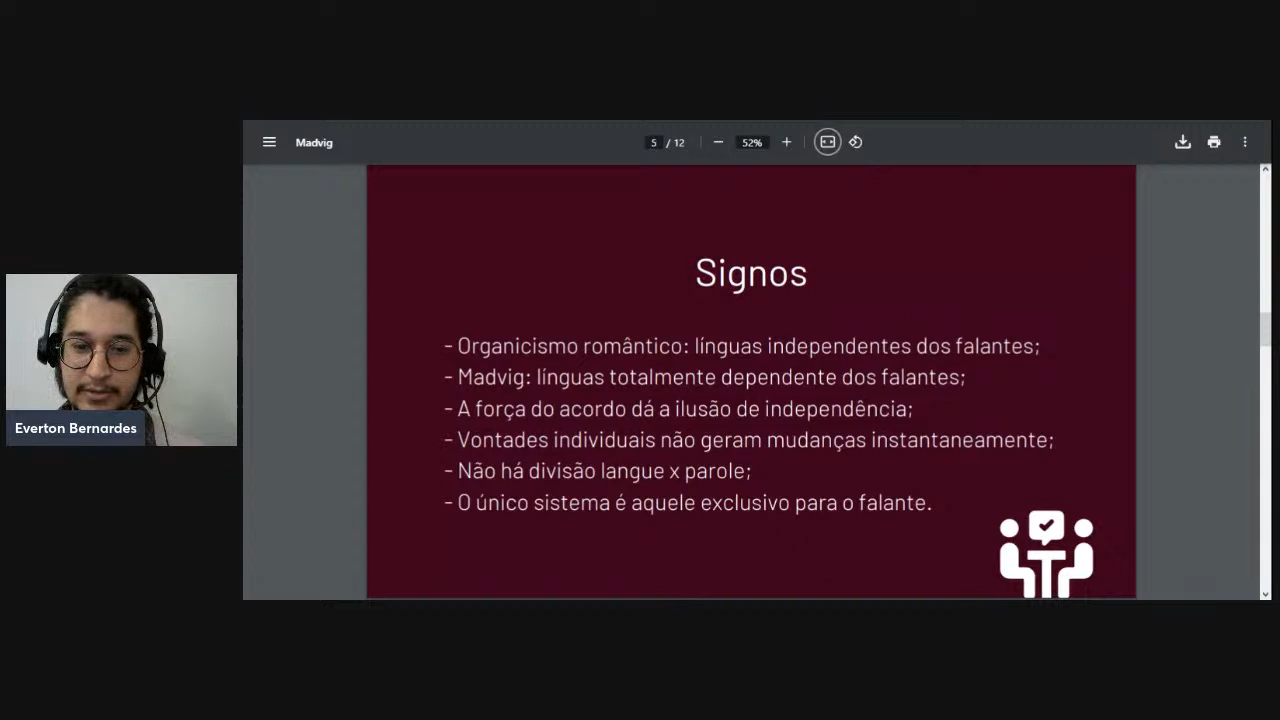 Madvig
5 / 12
52%
Signos
- Organicismo romântico: línguas independentes dos falantes;
- Madvig: línguas totalmente dependente dos falantes;
- A força do acordo dá a ilusão de independência;
- Vontades individuais não geram mudanças instantaneamente;
- Não há divisão langue x parole;
- O único sistema é aquele exclusivo para o falante.
Everton Bernardes